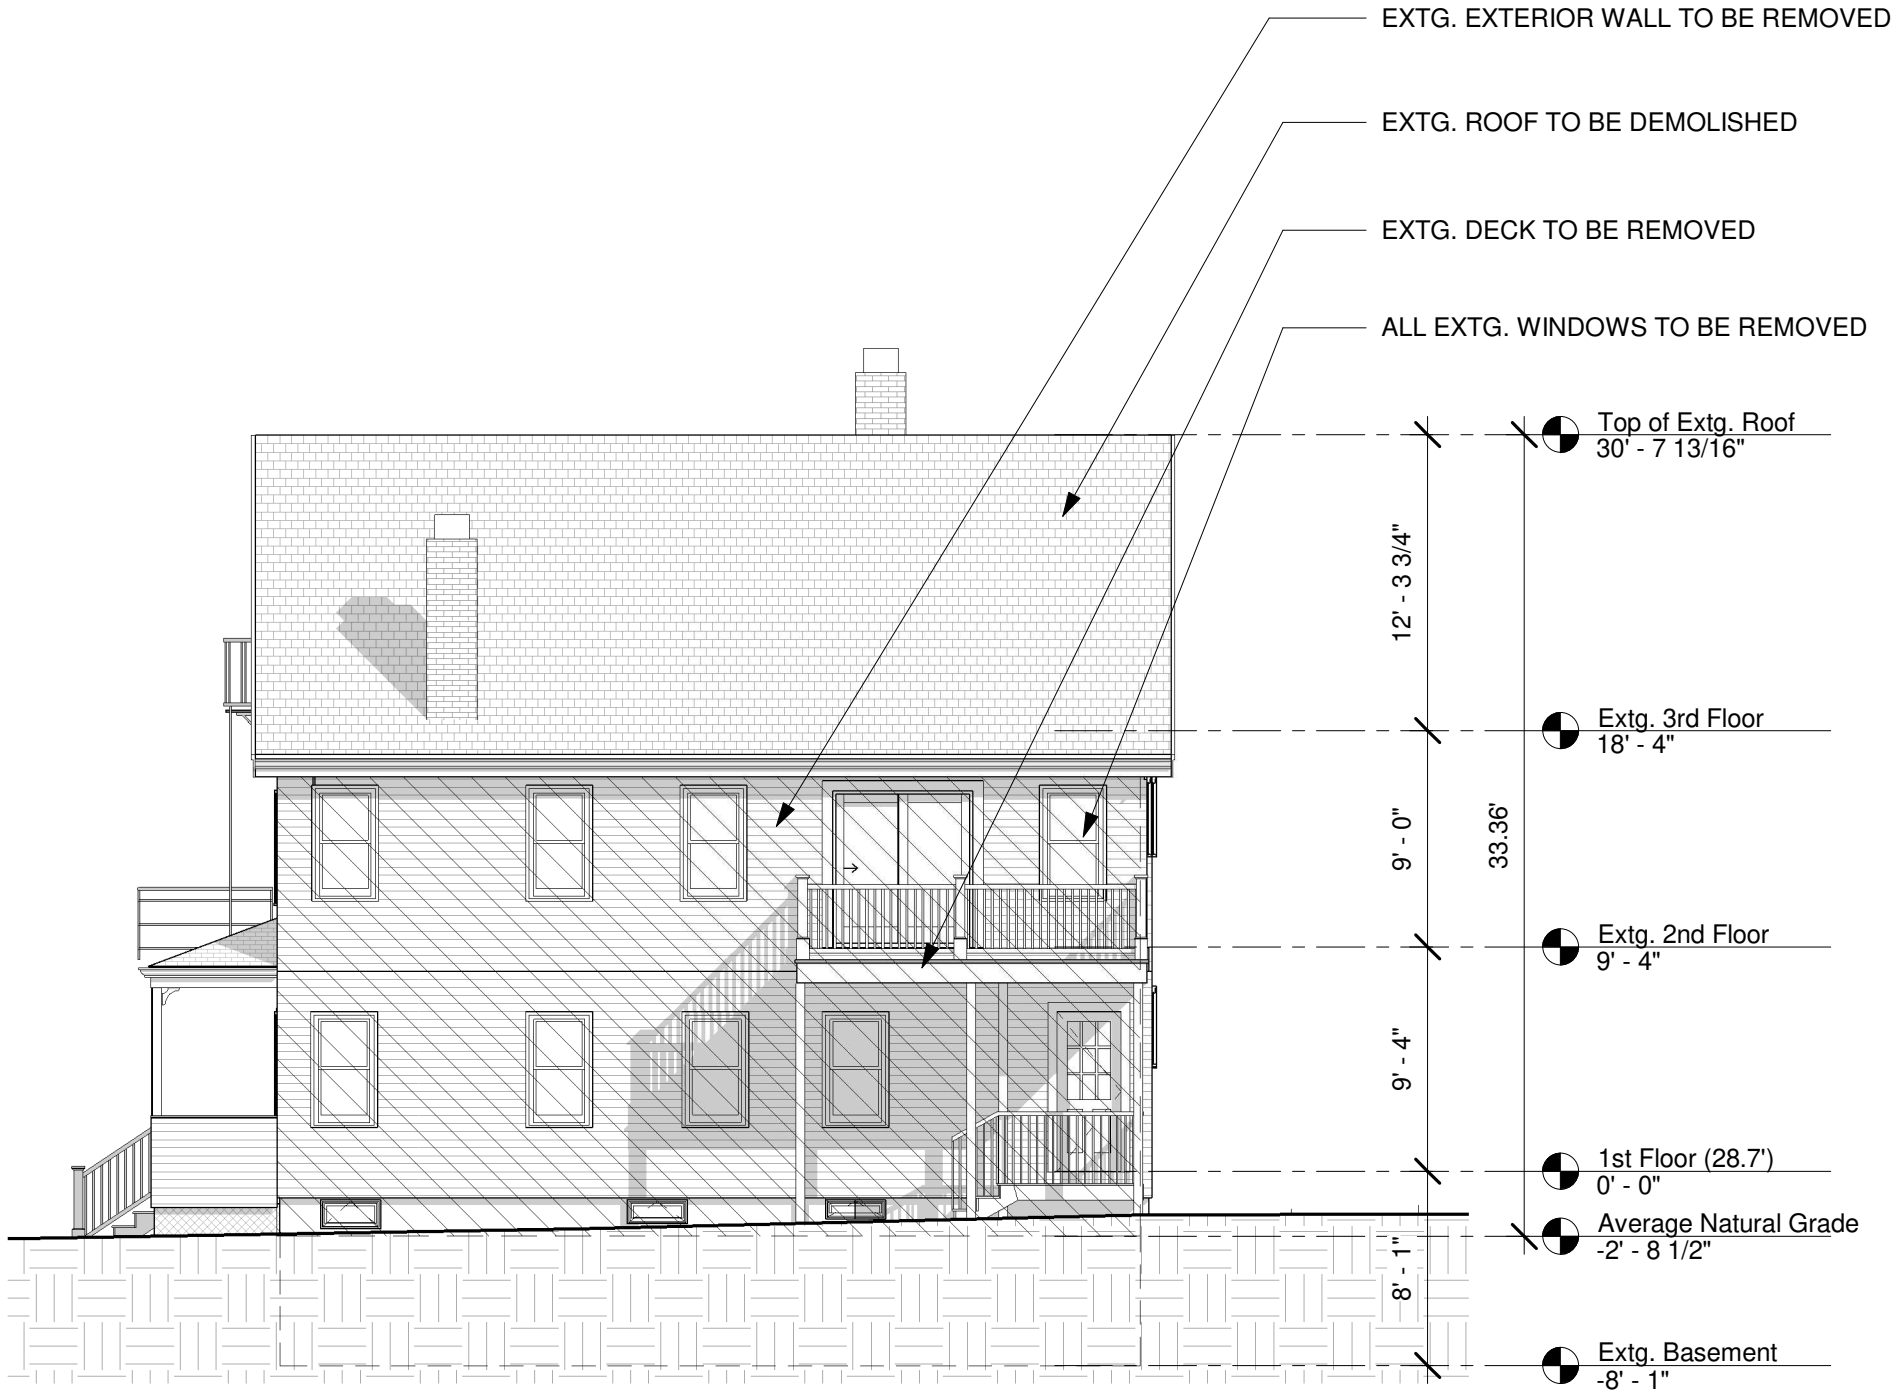 EXTG. EXTERIOR WALL TO BE REMOVED
EXTG. ROOF TO BE DEMOLISHED
EXTG. DECK TO BE REMOVED
ALL EXTG. WINDOWS TO BE REMOVED
Top of Extg. Roof
30' - 7 13/16"
12' - 3 3/4"
Extg. 3rd Floor
18' - 4"
9' - 0"
33.36'
Extg. 2nd Floor
9' - 4"
9' - 4"
1st Floor (28.7')
0' - 0"
Average Natural Grade
-2' - 8 1/2"
8' - 1"
Extg. Basement
-8' - 1"